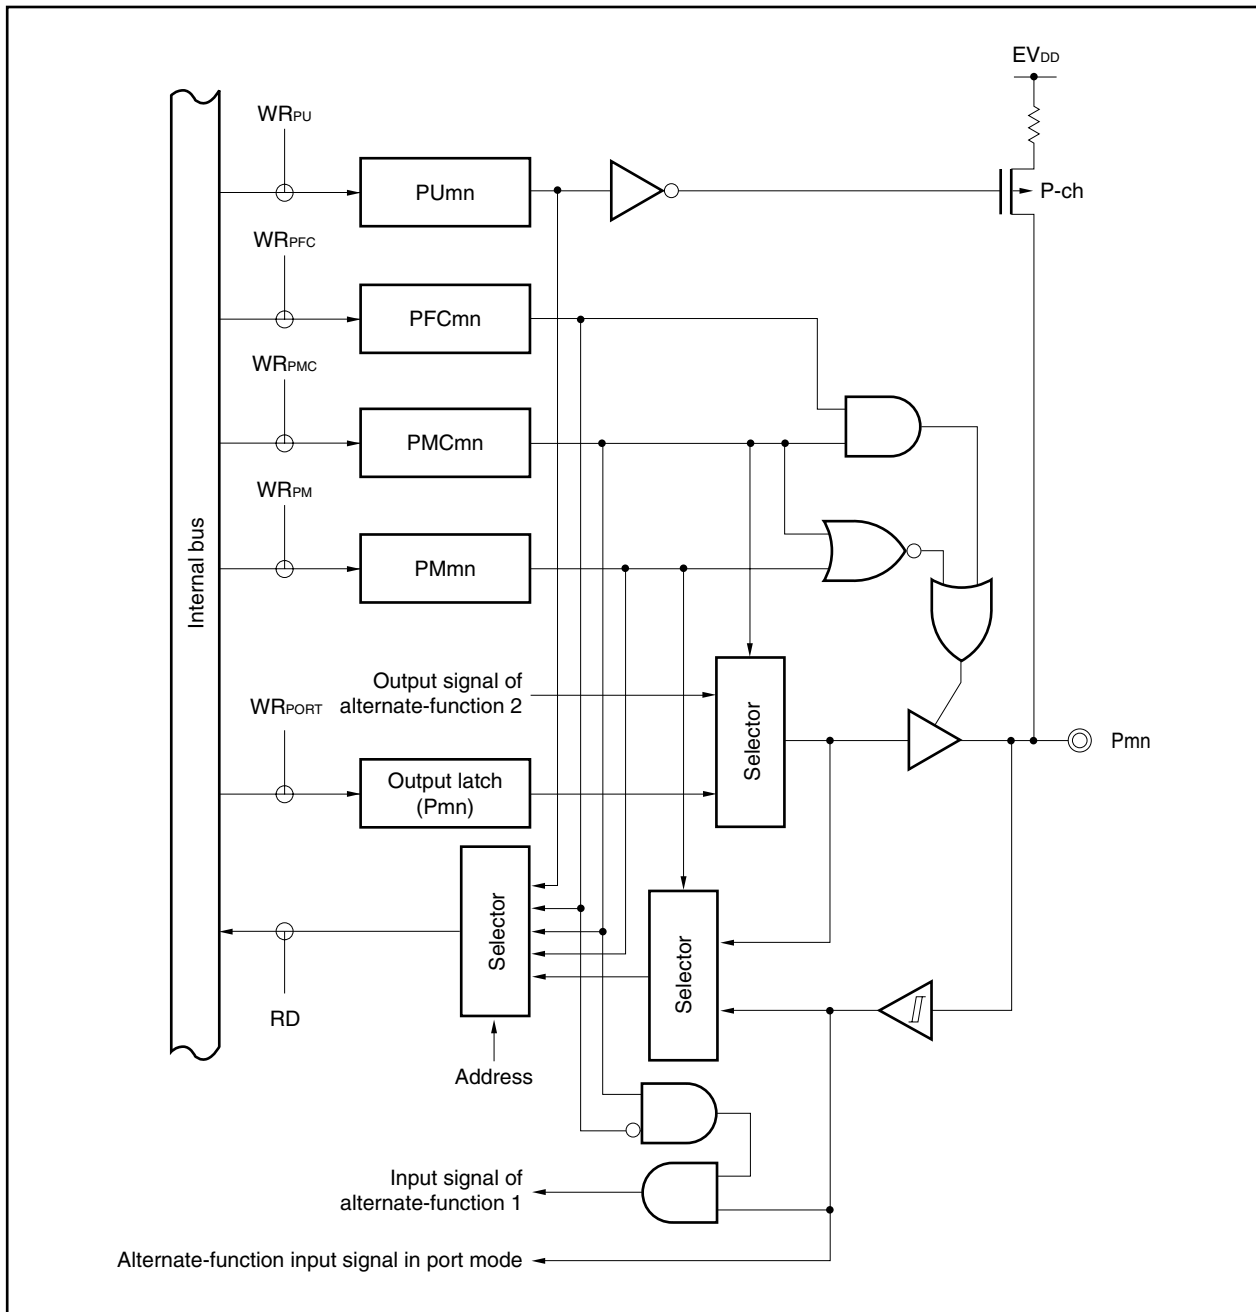 EVDD
WRPU
PUmn
P-ch
WRPFC
PFCmn
WRPMC
PMCmn
WRPM
PMmn
Internal bus
Output signal of
alternate-function 2
WRPORT
Selector
Pmn
Output latch
(Pmn)
Selector
Selector
RD
Address
Input signal of
alternate-function 1
Alternate-function input signal in port mode